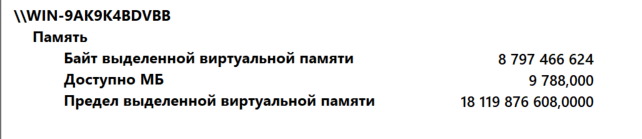 \\WIN-9AK9K4BDVBB
Память
Байт выделенной виртуальной памяти 8 797 466 624
Доступно МБ 9 788,000
Предел выделенной виртуальной памяти 18 119 876 608,0000